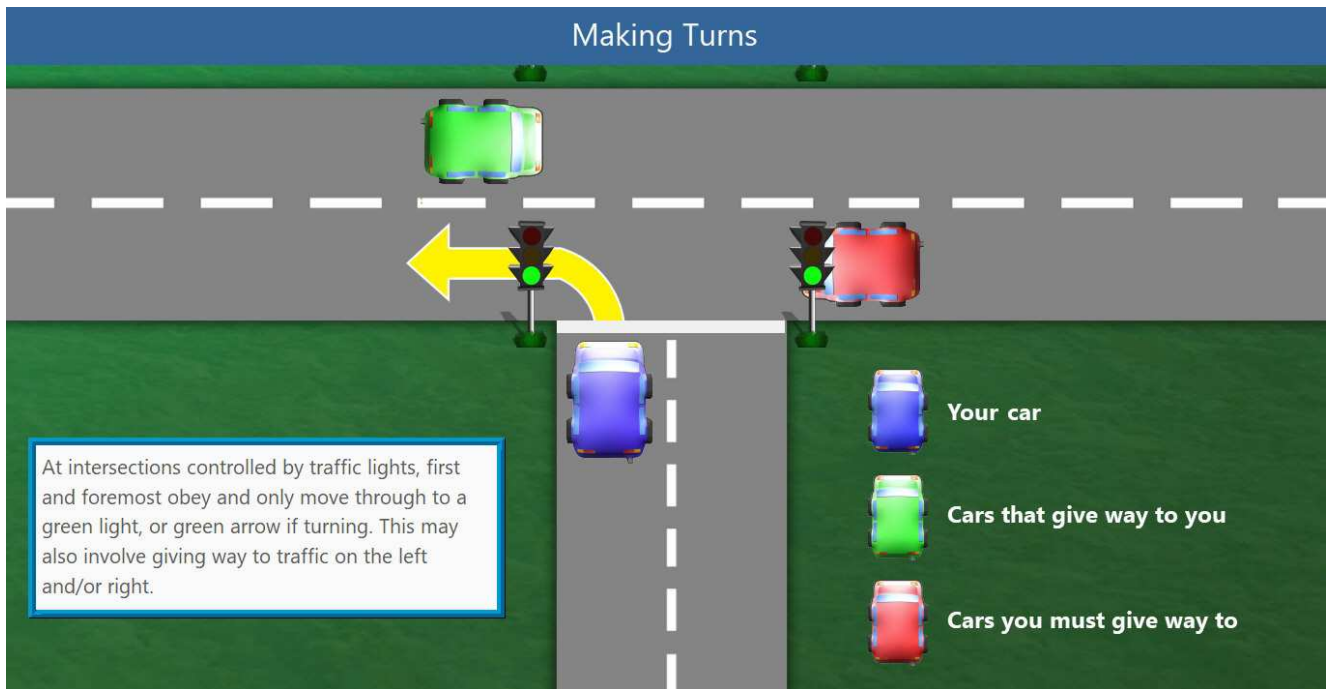 Making Turns
At intersections controlled by traffic lights, first
and foremost obey and only move through to a
green light, or green arrow if turning. This may
also involve giving way to traffic on the left
and/or right.
Your car
Cars that give way to you
Cars you must give way to